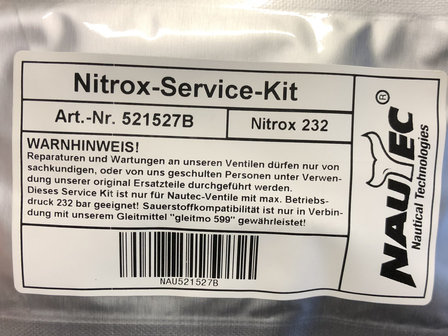 Nitrox-Service-Kit
Art.-Nr. 521527B
Nitrox 232
WARNHINWEIS!
Reparaturen und Wartungen an unseren Ventilen dürfen nur von
sachkundigen, oder von uns geschulten Personen unter Verwen-
dung unserer original Ersatzteile durchgeführt werden.
Dieses Service Kit ist nur für Nautec-Ventile mit max. Betriebs-
druck 232 bar geeignet! Sauerstoffkompatibilität ist nur in Verbin-
dung mit unserem Gleitmittel "gleitmo 599" gewährleistet!
NAU521527B
NAUTEC ®
Nautical Technologies